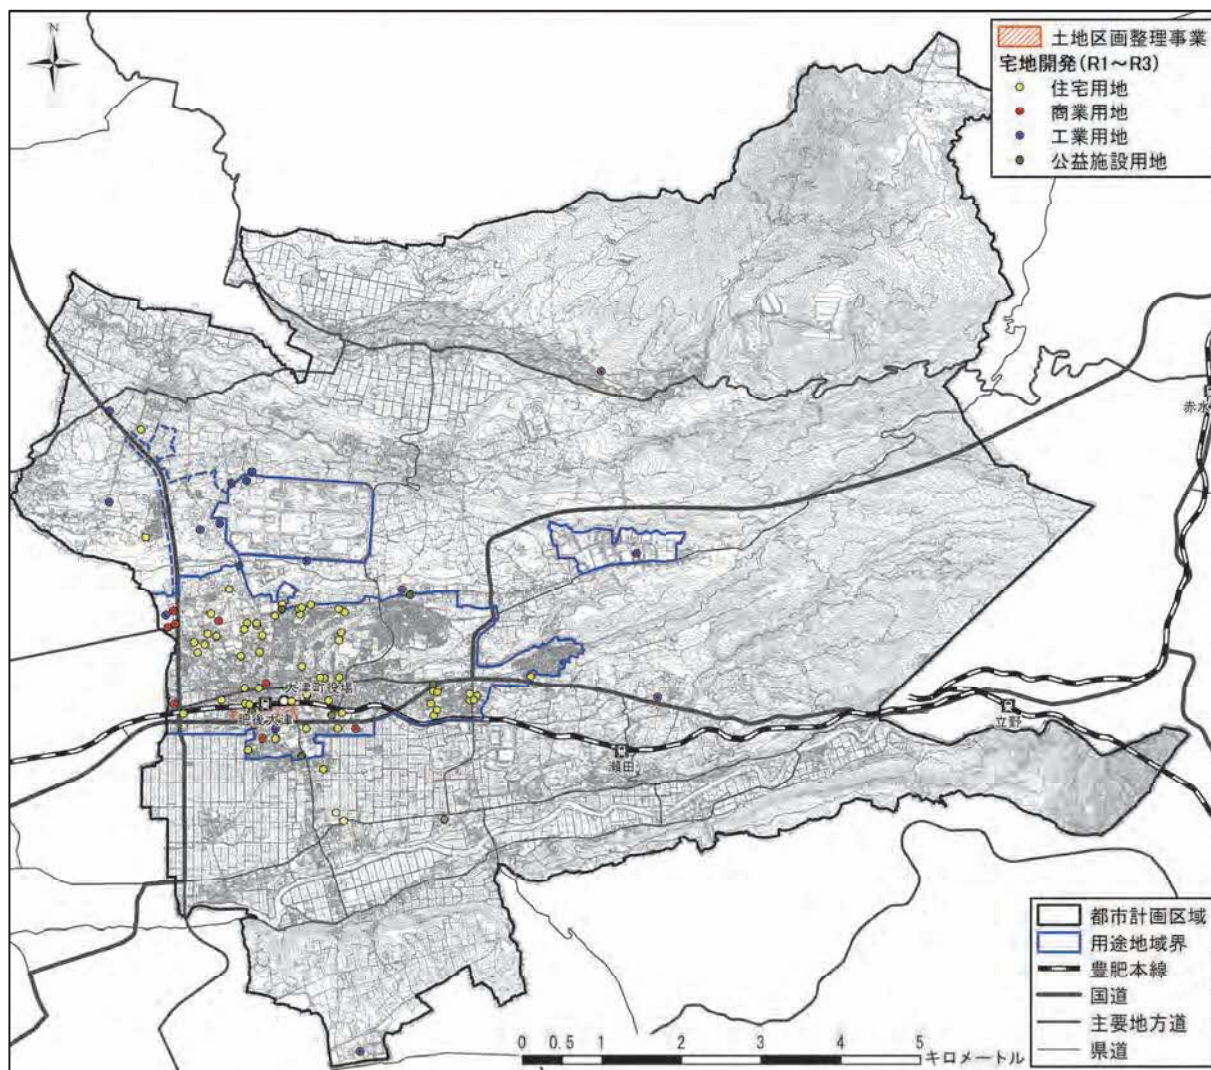 N
土地区画整理事業
宅地開発(R1～R3)
住宅用地
商業用地
工業用地
公益施設用地
赤水
大津町役場
肥後大津
立野
瀬田
都市計画区域
用途地域界
豊肥本線
国道
主要地方道
県道
0 0.5 1 2 3 4 5
キロメートル